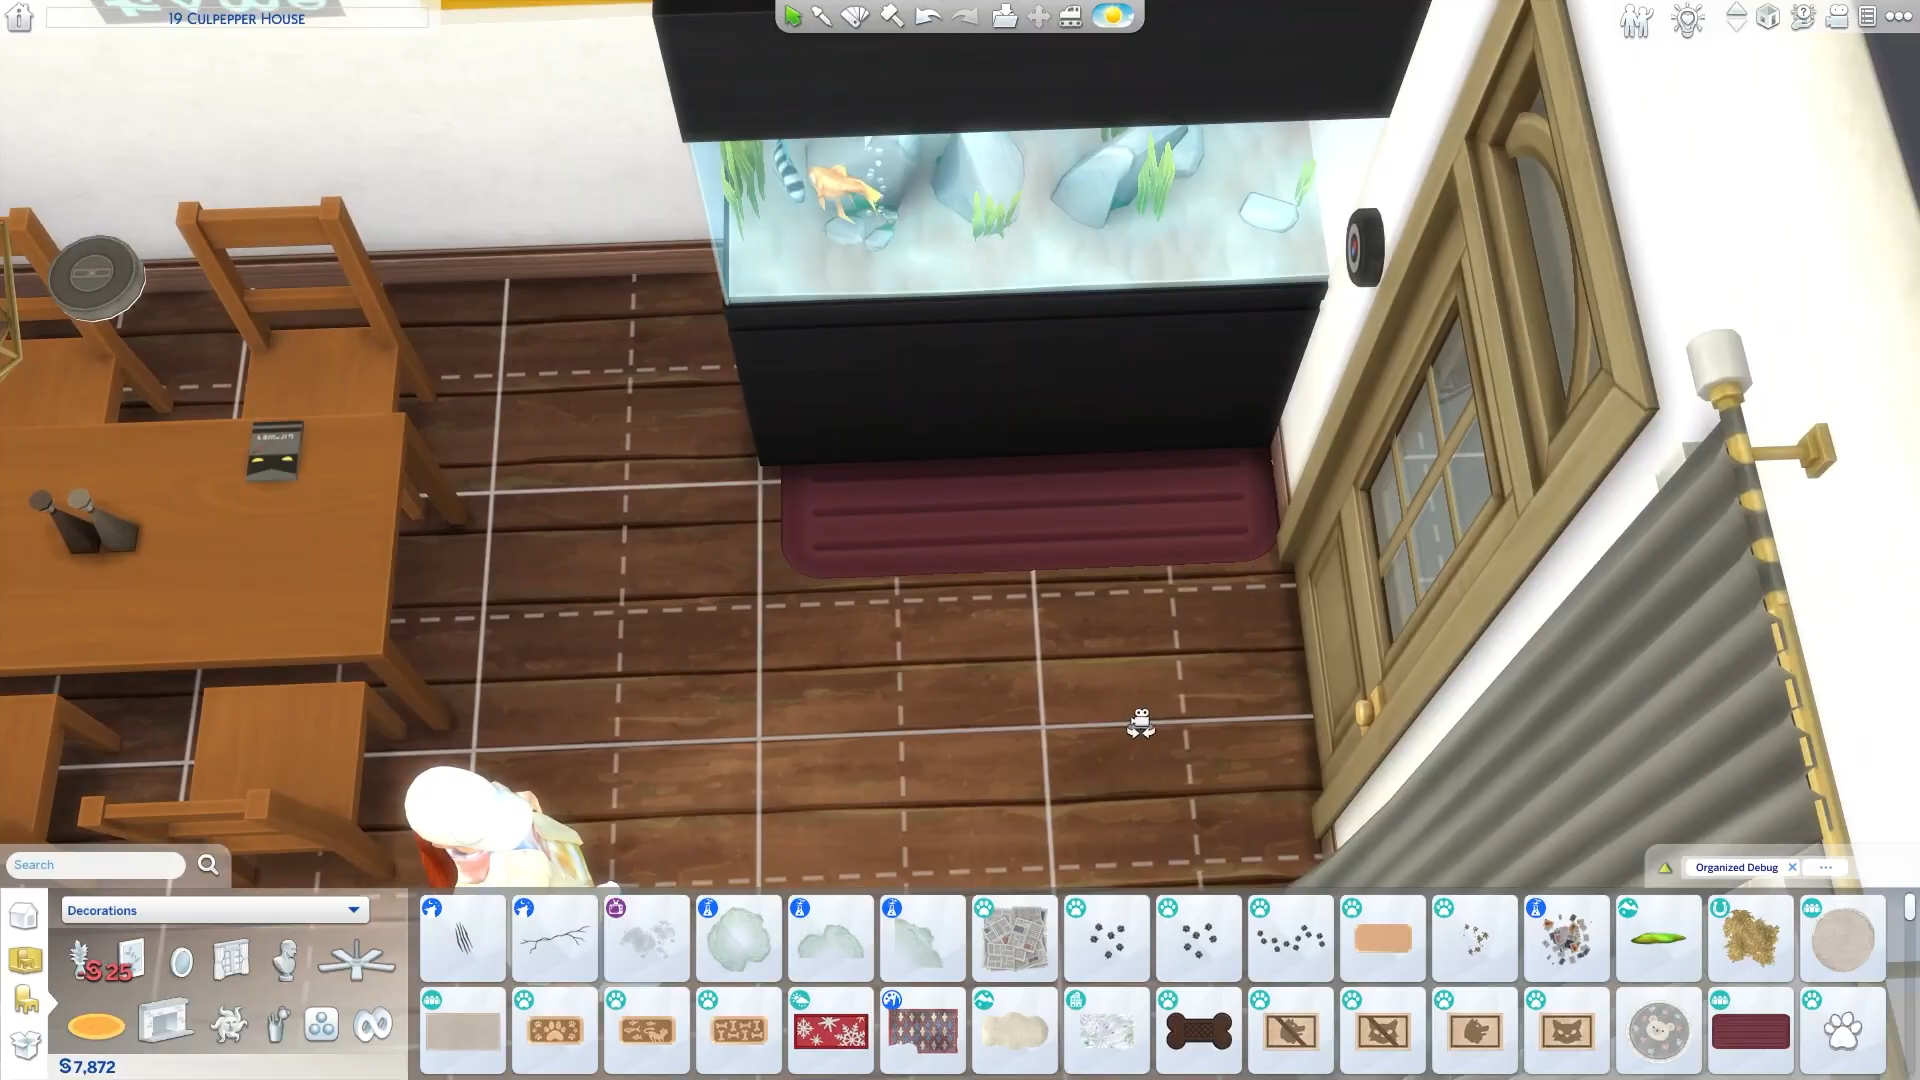 19 CULPEPPER HOUSE
Search
Organized Debug
Decorations
§25
§7,872